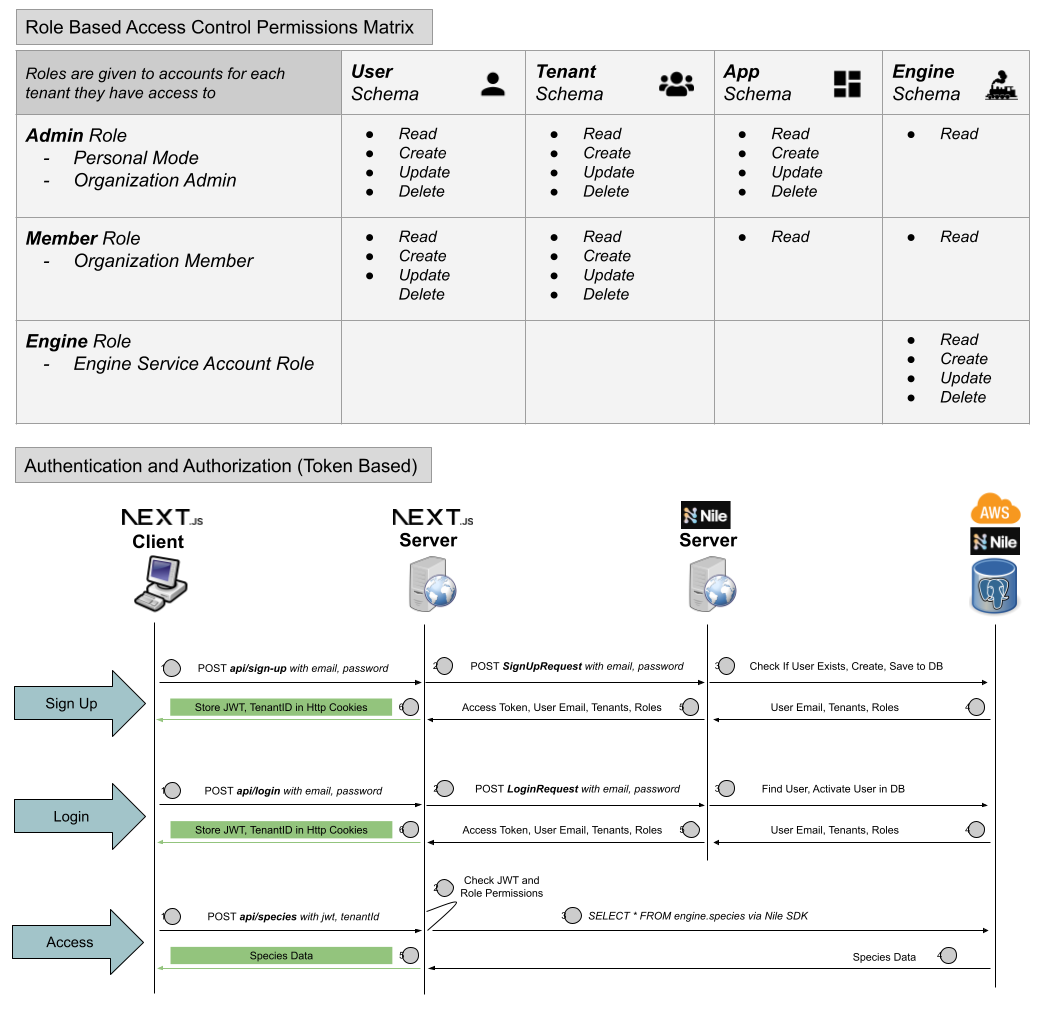 Role Based Access Control Permissions Matrix
Roles are given to accounts for each
tenant they have access to
User
Schema
Tenant
Schema
App
Schema
Engine
Schema
Admin Role
- Personal Mode
- Organization Admin
● Read
● Create
● Update
● Delete
● Read
● Create
● Update
● Delete
● Read
● Create
● Update
● Delete
● Read
Member Role
- Organization Member
● Read
● Create
● Update
Delete
● Read
● Create
● Update
● Delete
● Read
● Read
Engine Role
- Engine Service Account Role
● Read
● Create
● Update
● Delete
Authentication and Authorization (Token Based)
NEXT.JS
Client
NEXT.JS
Server
Nile
Server
AWS
Nile
Sign Up
1 POST api/sign-up with email, password
2 POST SignUpRequest with email, password
3 Check If User Exists, Create, Save to DB
Store JWT, TenantID in Http Cookies 6
Access Token, User Email, Tenants, Roles 5
User Email, Tenants, Roles 4
Login
1 POST api/login with email, password
2 POST LoginRequest with email, password
3 Find User, Activate User in DB
Store JWT, TenantID in Http Cookies 6
Access Token, User Email, Tenants, Roles 5
User Email, Tenants, Roles 4
Access
2 Check JWT and
Role Permissions
1 POST api/species with jwt, tenantId
3 SELECT * FROM engine.species via Nile SDK
Species Data 5
Species Data 4